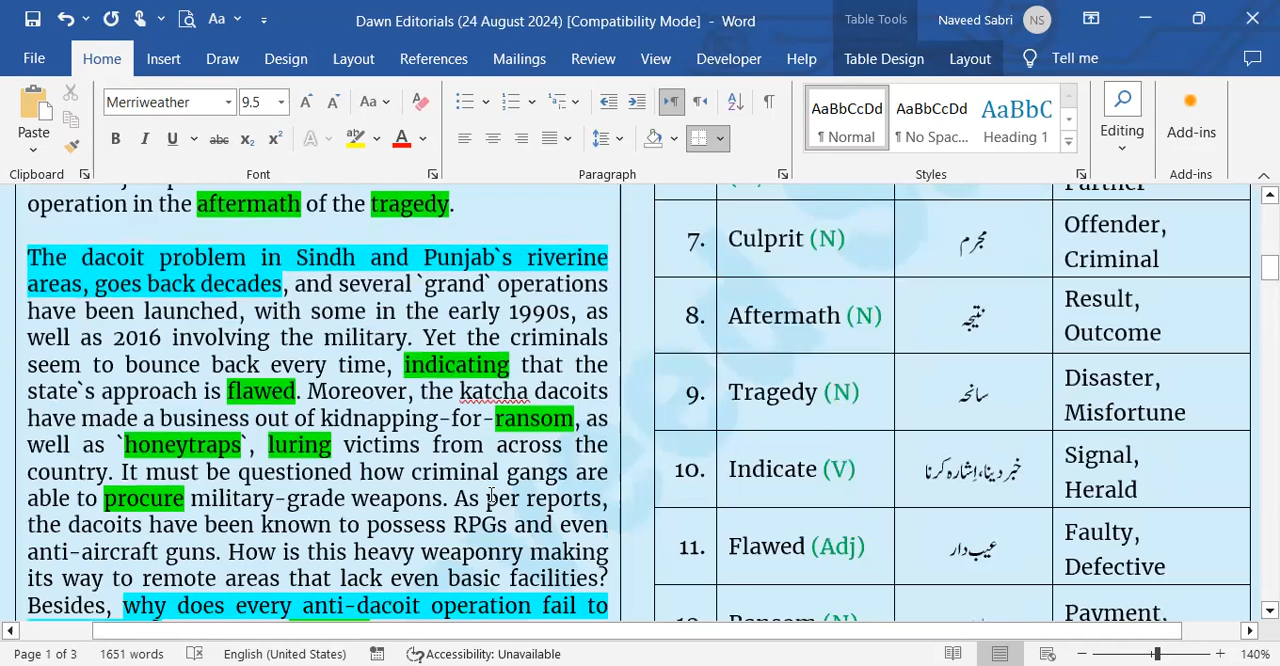 Dawn Editorials (24 August 2024) [Compatibility Mode] - Word
Table Tools
Naveed Sabri
NS
File
Home
Insert
Draw
Design
Layout
References
Mailings
Review
View
Developer
Help
Table Design
Layout
Tell me
Paste
Merriweather
9.5
Aa
AaBbCcDd
AaBbCcDd
AaBbC
¶ Normal
¶ No Spac...
Heading 1
Editing
Add-ins
Clipboard
Font
Paragraph
Styles
Add-ins
operation in the aftermath of the tragedy.
The dacoit problem in Sindh and Punjab`s riverine
areas, goes back decades, and several `grand` operations
have been launched, with some in the early 1990s, as
well as 2016 involving the military. Yet the criminals
seem to bounce back every time, indicating that the
state`s approach is flawed. Moreover, the katcha dacoits
have made a business out of kidnapping-for-ransom, as
well as `honeytraps`, luring victims from across the
country. It must be questioned how criminal gangs are
able to procure military-grade weapons. As per reports,
the dacoits have been known to possess RPGs and even
anti-aircraft guns. How is this heavy weaponry making
its way to remote areas that lack even basic facilities?
Besides, why does every anti-dacoit operation fail to
Partner
7. Culprit (N) مجرم Offender,
Criminal
8. Aftermath (N) نتیجہ Result,
Outcome
9. Tragedy (N) سانحہ Disaster,
Misfortune
10. Indicate (V) خبر دینا، اِشارہ کرنا Signal,
Herald
11. Flawed (Adj) عیب دار Faulty,
Defective
Ransom (N) Payment,
Page 1 of 3
1651 words
English (United States)
Accessibility: Unavailable
140%